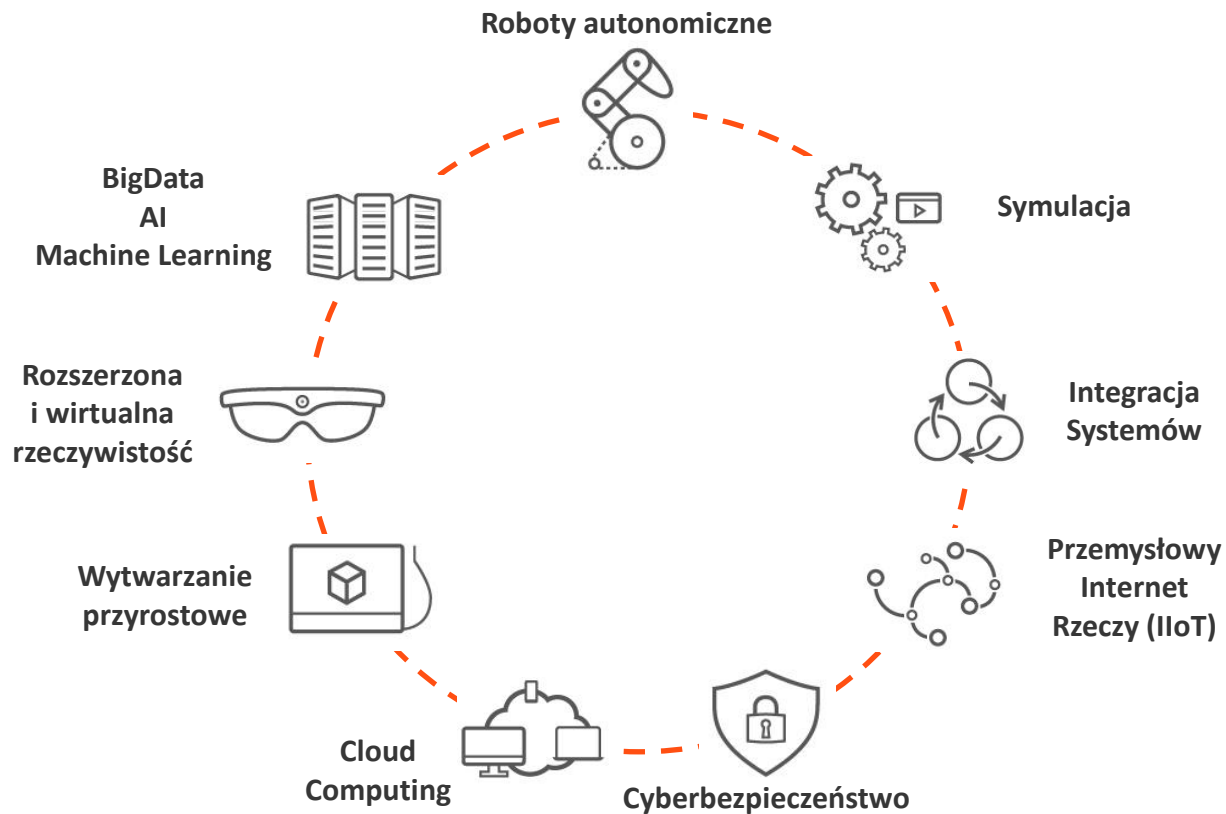 Roboty autonomiczne
BigData
AI
Machine Learning
Symulacja
Rozszerzona
i wirtualna
rzeczywistość
Integracja
Systemów
Wytwarzanie
przyrostowe
Przemysłowy
Internet
Rzeczy (IIoT)
Cloud
Computing
Cyberbezpieczeństwo